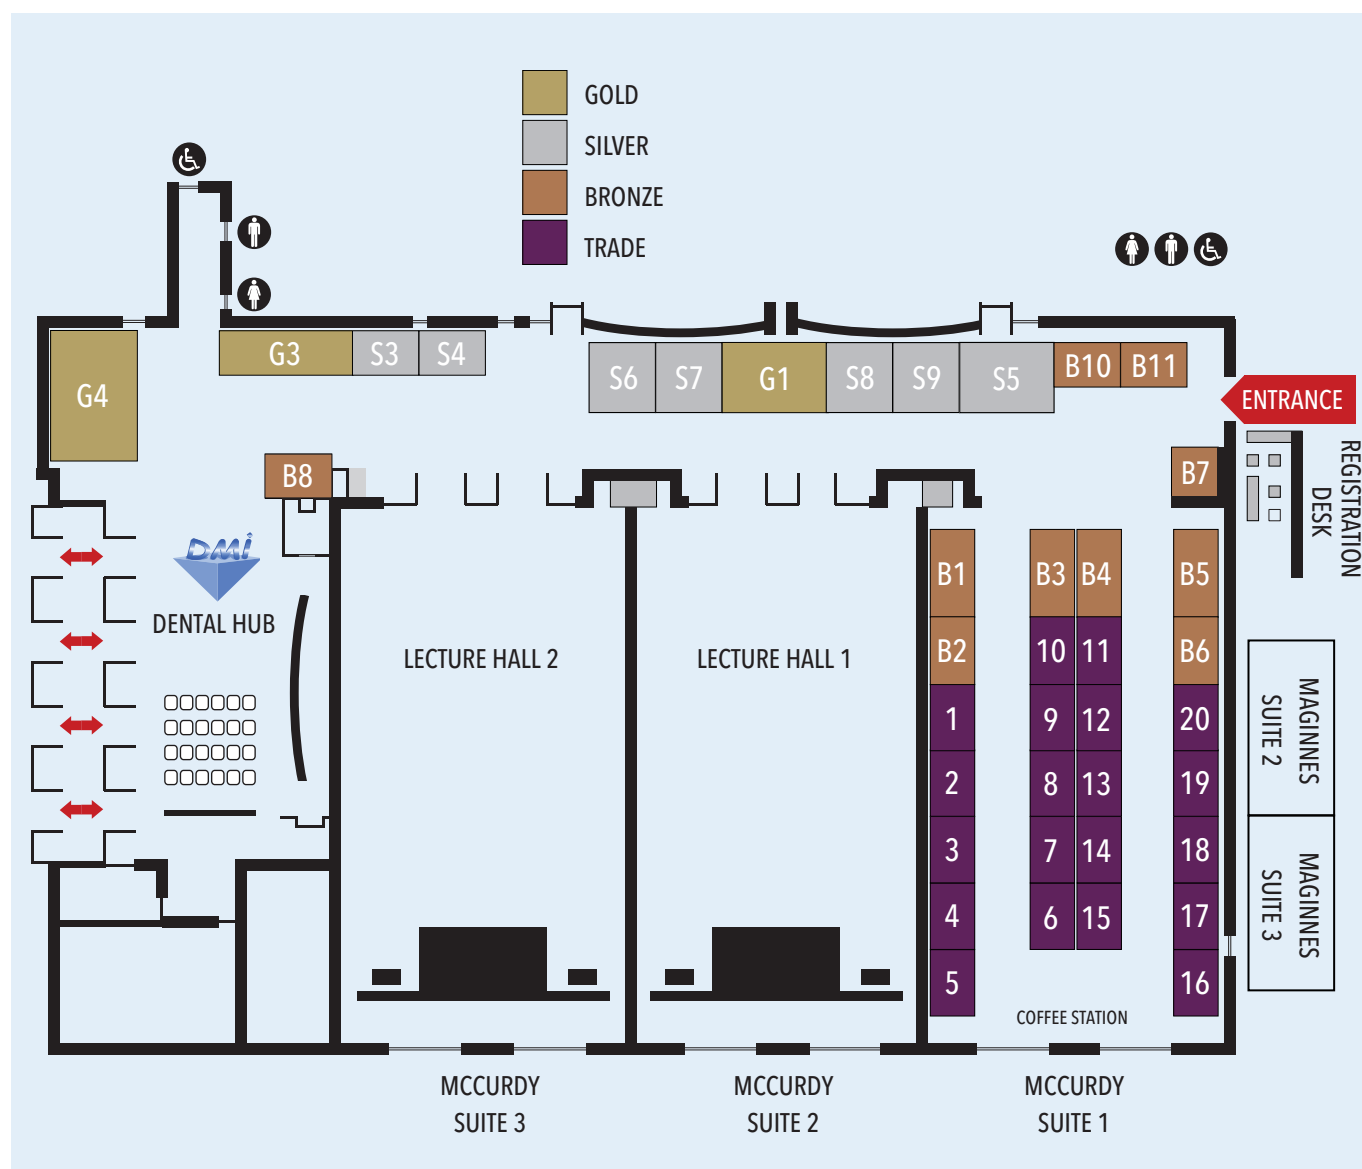 GOLD
SILVER
BRONZE
TRADE
G4
G3
S3
S4
S6
S7
G1
S8
S9
S5
B10
B11
ENTRANCE
REGISTRATION
DESK
B8
B7
DMi
DENTAL HUB
LECTURE HALL 2
LECTURE HALL 1
B1
B2
1
2
3
4
5
B3
10
9
8
7
6
B4
11
12
13
14
15
B5
B6
20
19
18
17
16
COFFEE STATION
MAGINNES
SUITE 2
MAGINNES
SUITE 3
MCCURDY
SUITE 3
MCCURDY
SUITE 2
MCCURDY
SUITE 1